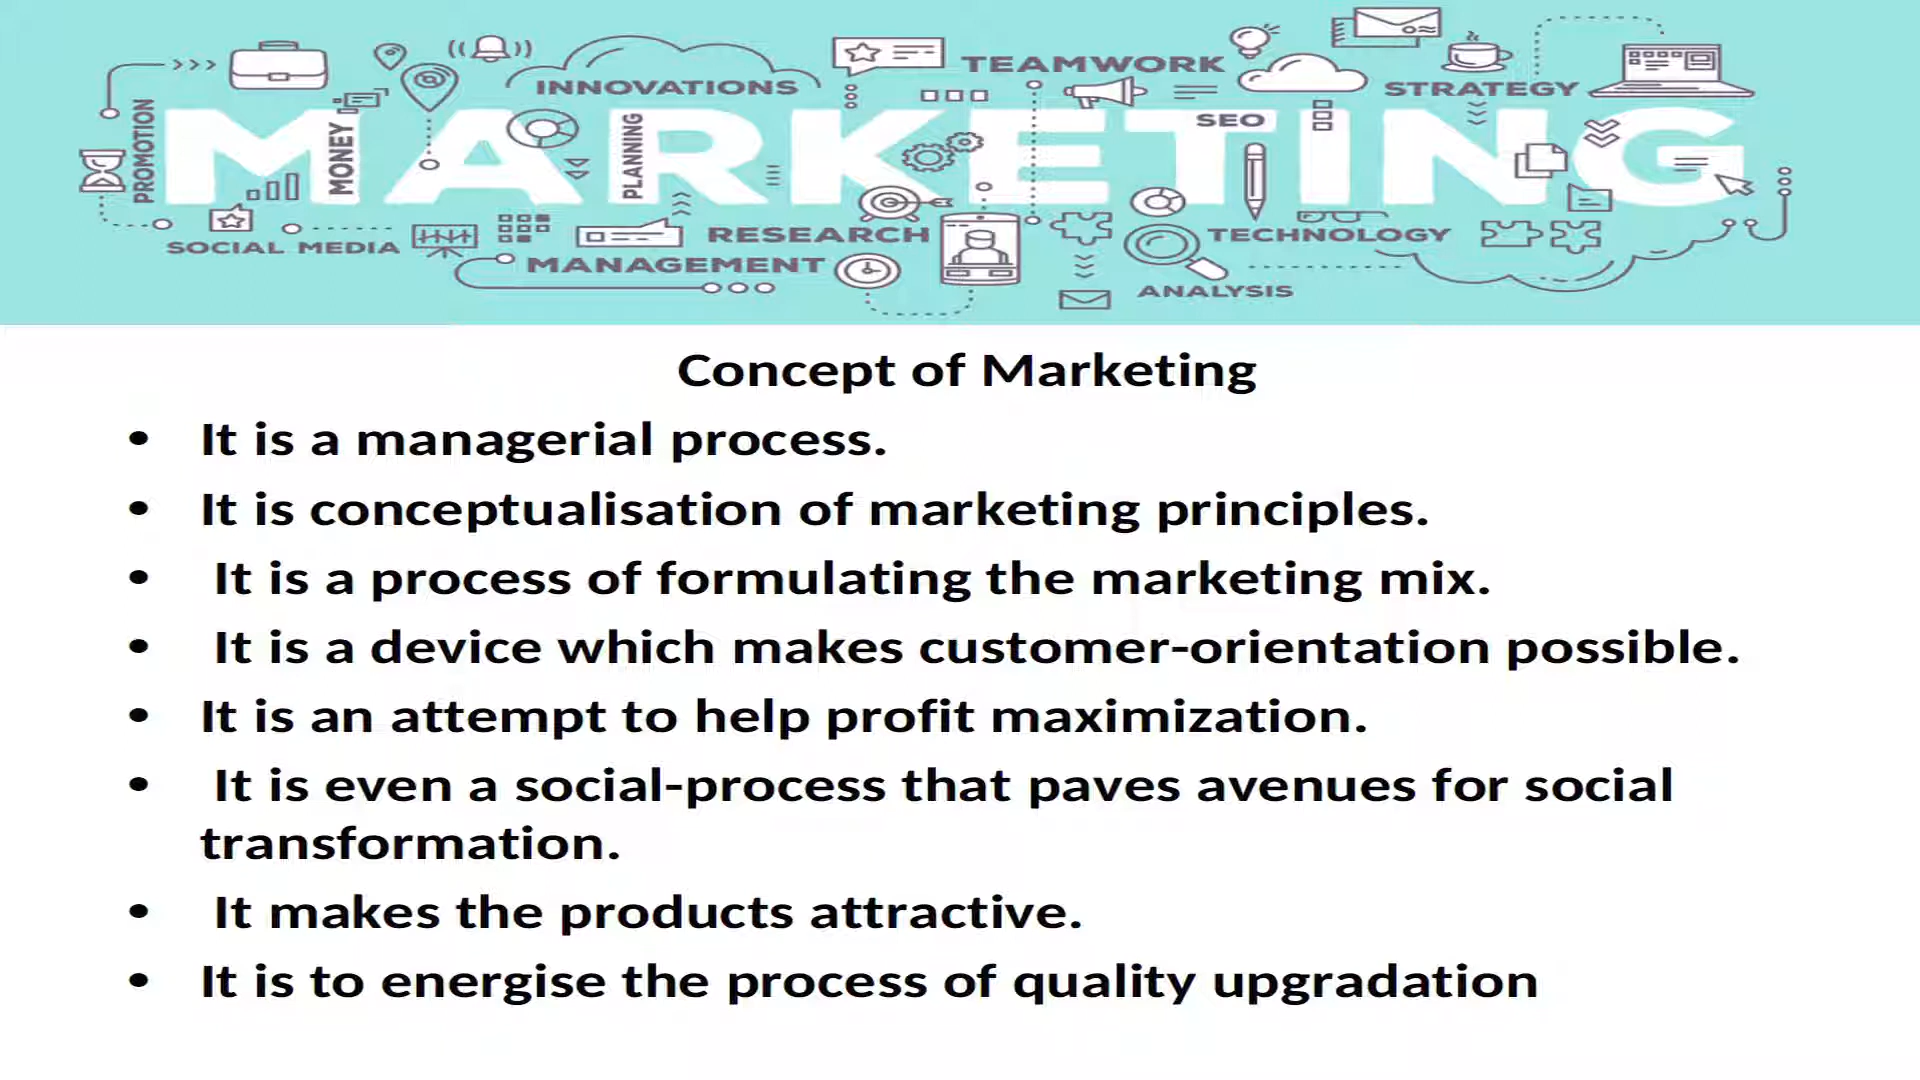 TEAMWORK
INNOVATIONS
STRATEGY
PROMOTION
MONEY
PLANNING
SEO
MARKETING
SOCIAL MEDIA
RESEARCH
TECHNOLOGY
MANAGEMENT
ANALYSIS
Concept of Marketing
• It is a managerial process.
• It is conceptualisation of marketing principles.
• It is a process of formulating the marketing mix.
• It is a device which makes customer-orientation possible.
• It is an attempt to help profit maximization.
• It is even a social-process that paves avenues for social
transformation.
• It makes the products attractive.
• It is to energise the process of quality upgradation